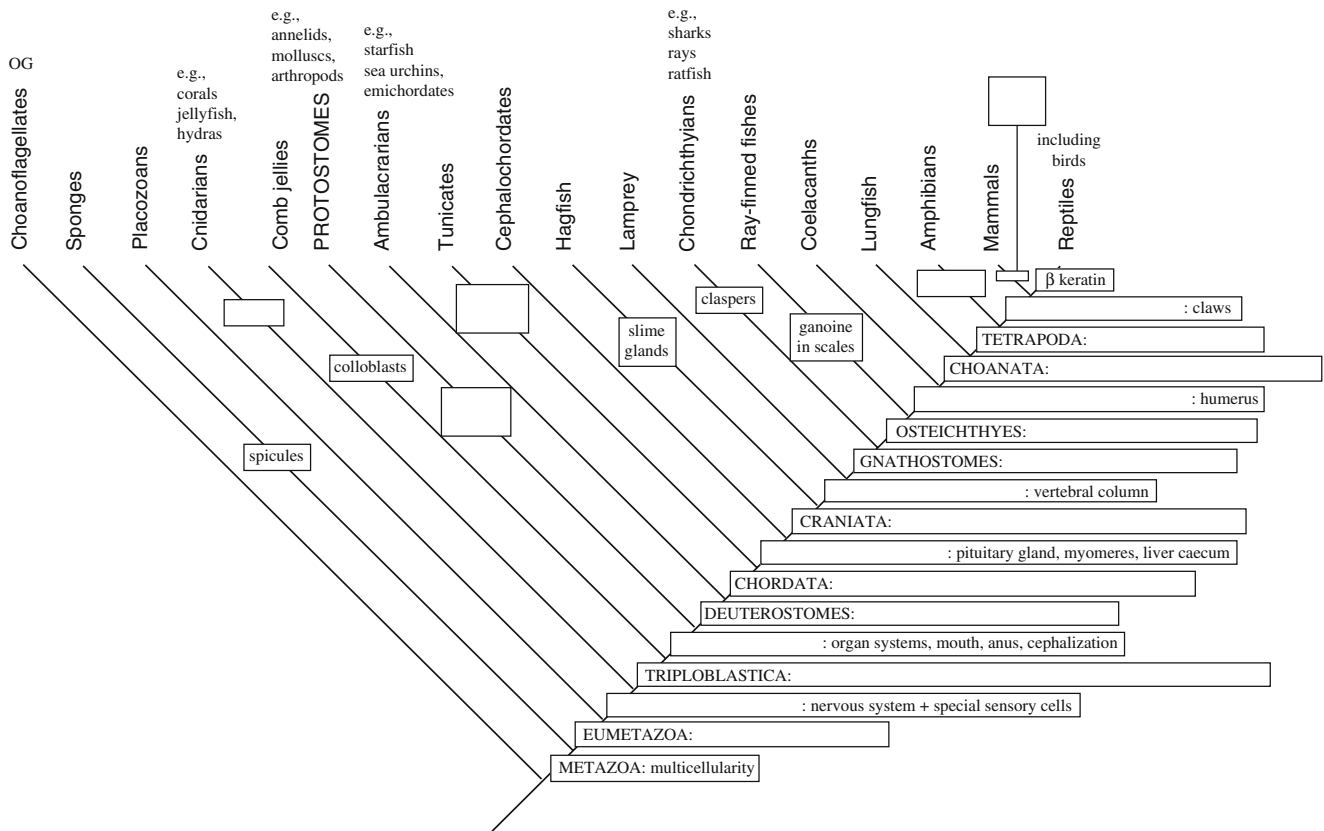 OG
e.g.,
corals
jellyfish,
hydras
e.g.,
annelids,
molluscs,
arthropods
e.g.,
starfish
sea urchins,
emichordates
e.g.,
sharks
rays
ratfish
including
birds
Choanoflagellates
Sponges
Placozoans
Cnidarians
Comb jellies
PROTOSTOMES
Ambulacrarians
Tunicates
Cephalochordates
Hagfish
Lamprey
Chondrichthyians
Ray-finned fishes
Coelacanths
Lungfish
Amphibians
Mammals
Reptiles
β keratin
claspers
: claws
slime
glands
ganoine
in scales
TETRAPODA:
colloblasts
CHOANATA:
: humerus
OSTEICHTHYES:
spicules
GNATHOSTOMES:
: vertebral column
CRANIATA:
: pituitary gland, myomeres, liver caecum
CHORDATA:
DEUTEROSTOMES:
: organ systems, mouth, anus, cephalization
TRIPLOBLASTICA:
: nervous system + special sensory cells
EUMETAZOA:
METAZOA: multicellularity